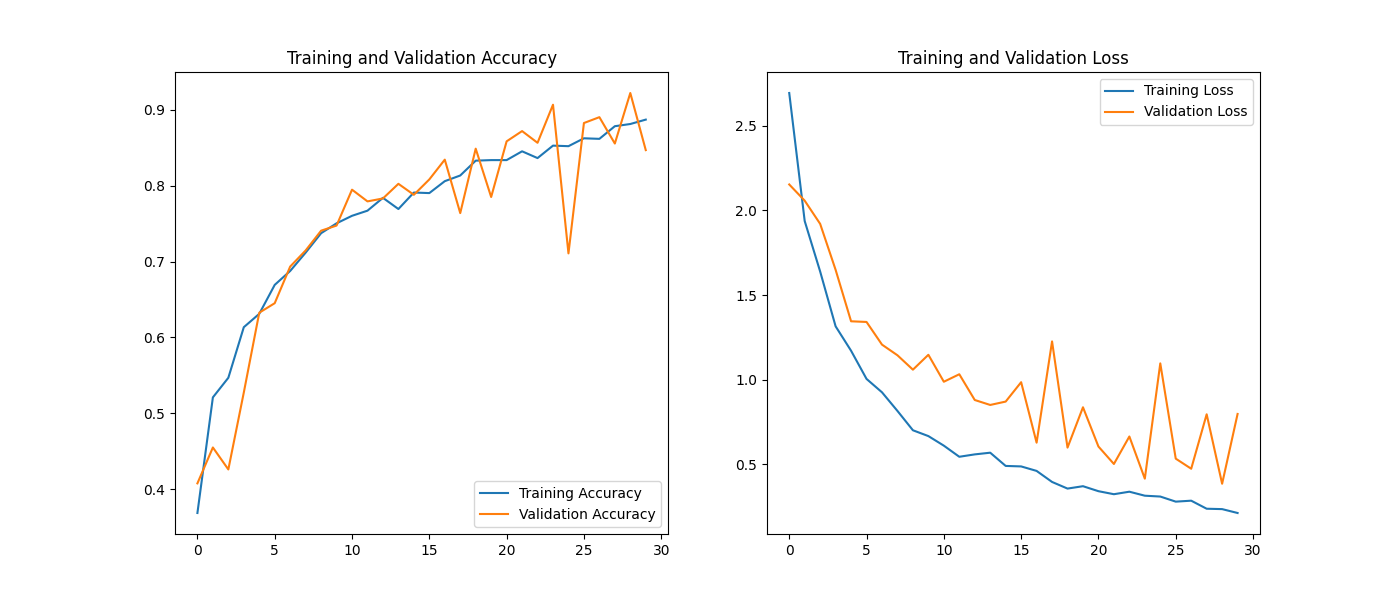 Training and Validation Accuracy
0.9
0.8
0.7
0.6
0.5
0.4
0 5 10 15 20 25 30
Training Accuracy
Validation Accuracy
Training and Validation Loss
2.5
2.0
1.5
1.0
0.5
0 5 10 15 20 25 30
Training Loss
Validation Loss